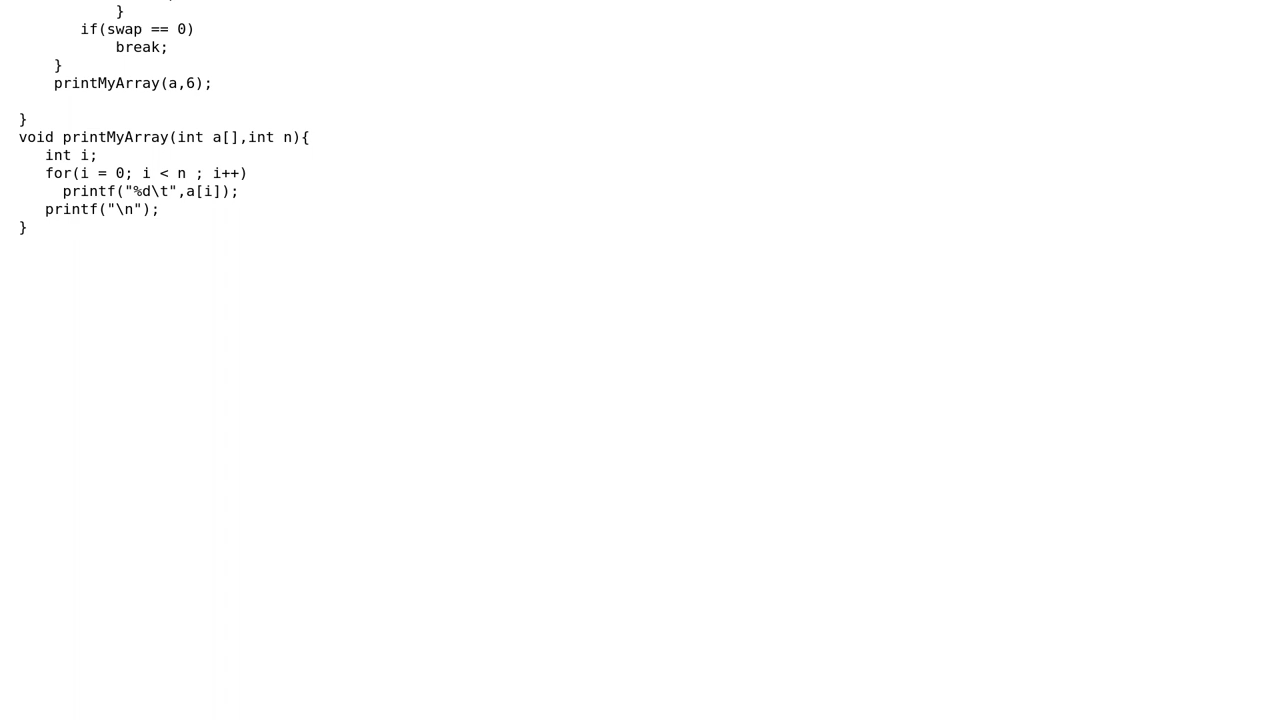 }
if(swap == 0)
break;
}
printMyArray(a,6);
}
void printMyArray(int a[],int n){
int i;
for(i = 0; i < n ; i++)
printf("%d\t",a[i]);
printf("\n");
}